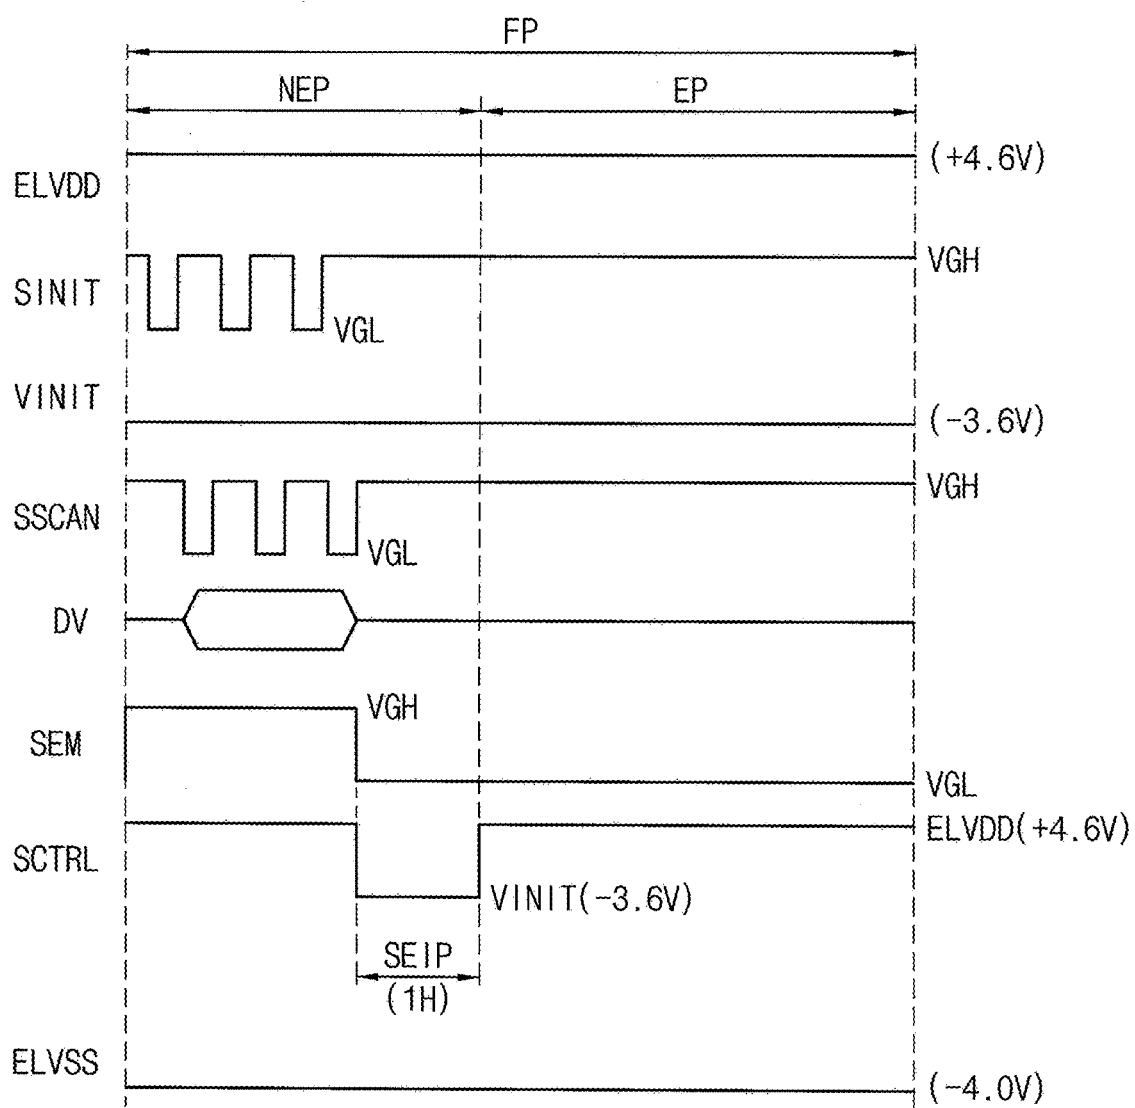 FP
NEP
EP
ELVDD
(+4.6V)
SINIT
VGL
VGH
VINIT
(-3.6V)
SSCAN
VGL
VGH
DV
SEM
VGH
VGL
SCTRL
ELVDD(+4.6V)
VINIT(-3.6V)
SEIP
(1H)
ELVSS
(-4.0V)